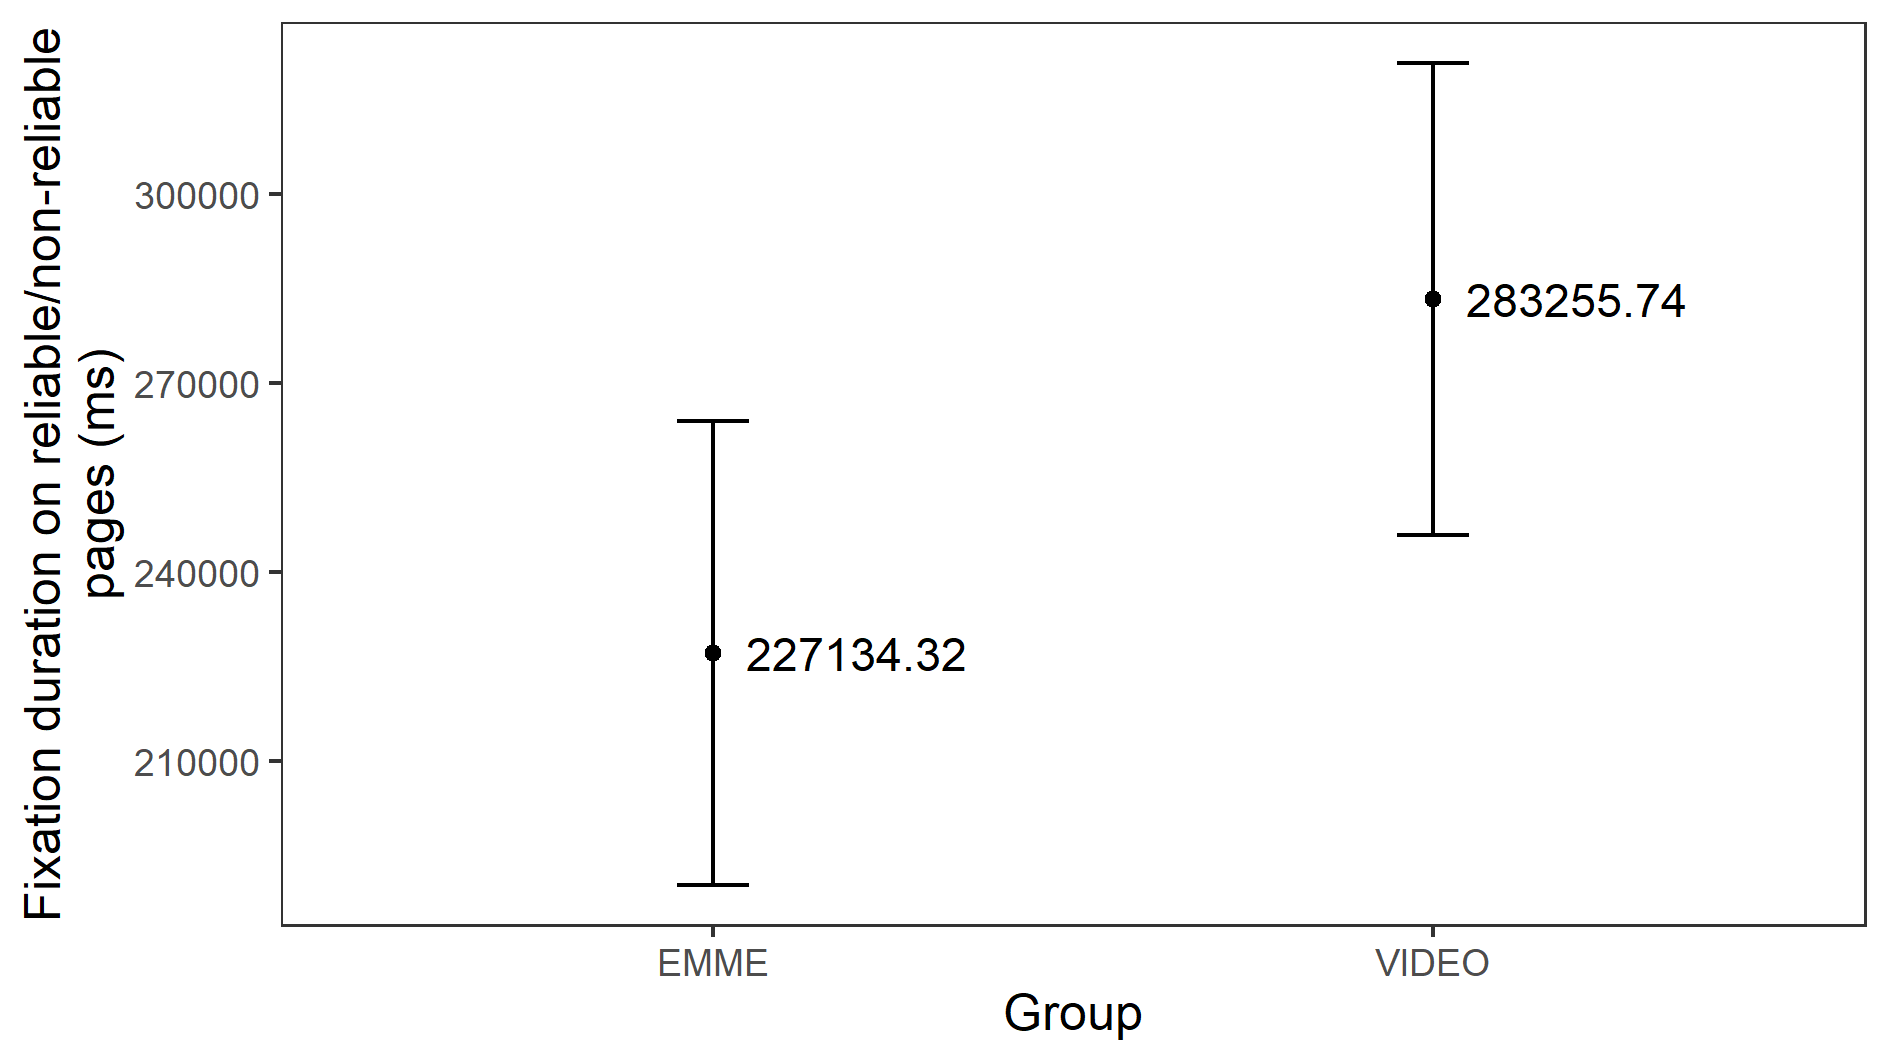 Fixation duration on reliable/non-reliable
pages (ms)
300000
270000
240000
210000
283255.74
227134.32
EMME
VIDEO
Group